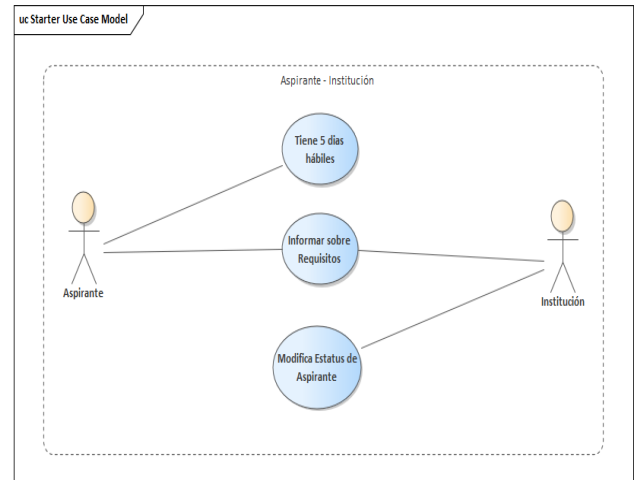 uc Starter Use Case Model
Aspirante - Institución
Tiene 5 dias
hábiles
Informar sobre
Requisitos
Aspirante
Institución
Modifica Estatus de
Aspirante